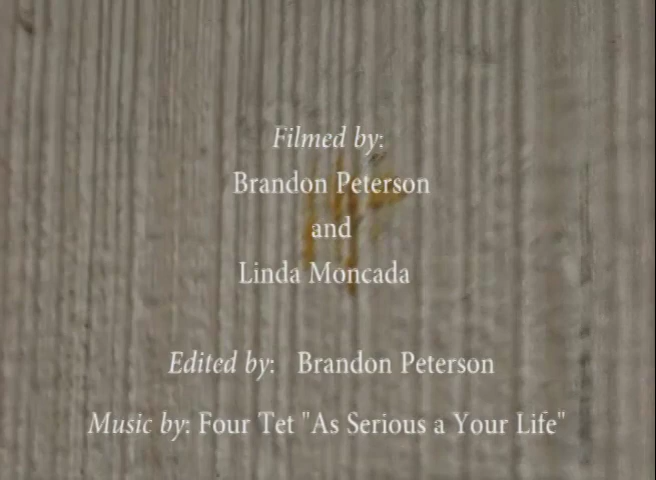 Filmed by:
Brandon Peterson
and
Linda Moncada
Edited by: Brandon Peterson
Music by: Four Tet "As Serious a Your Life"